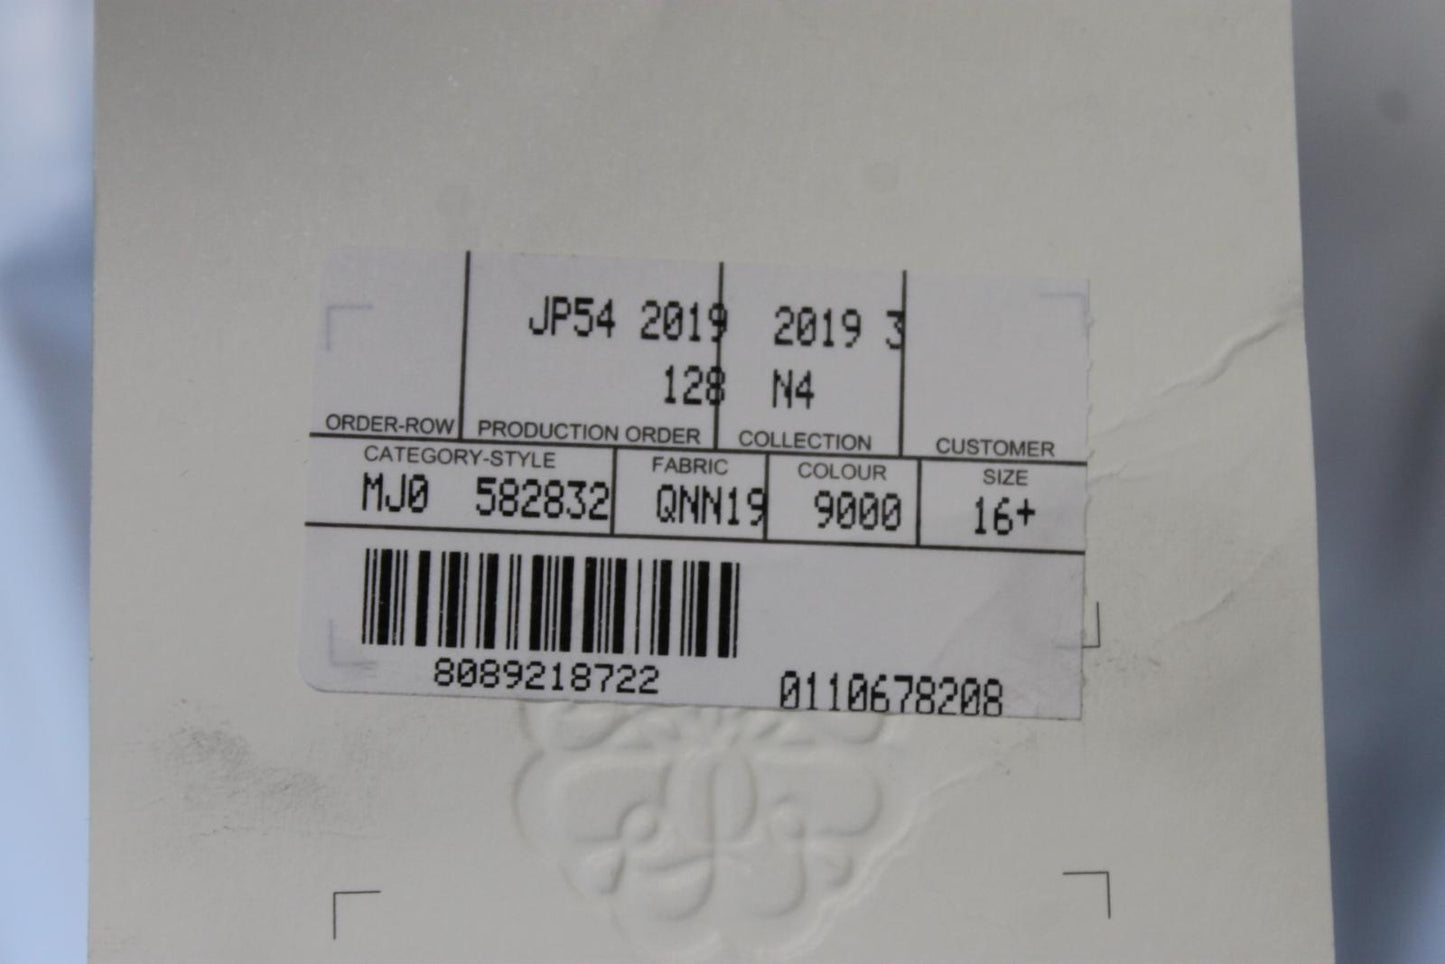 JP54 2019 2019 3
128 N4
ORDER-ROW PRODUCTION ORDER COLLECTION CUSTOMER
CATEGORY-STYLE FABRIC COLOUR SIZE
MJ0 582832 QNN19 9000 16+
8089218722 0110678208